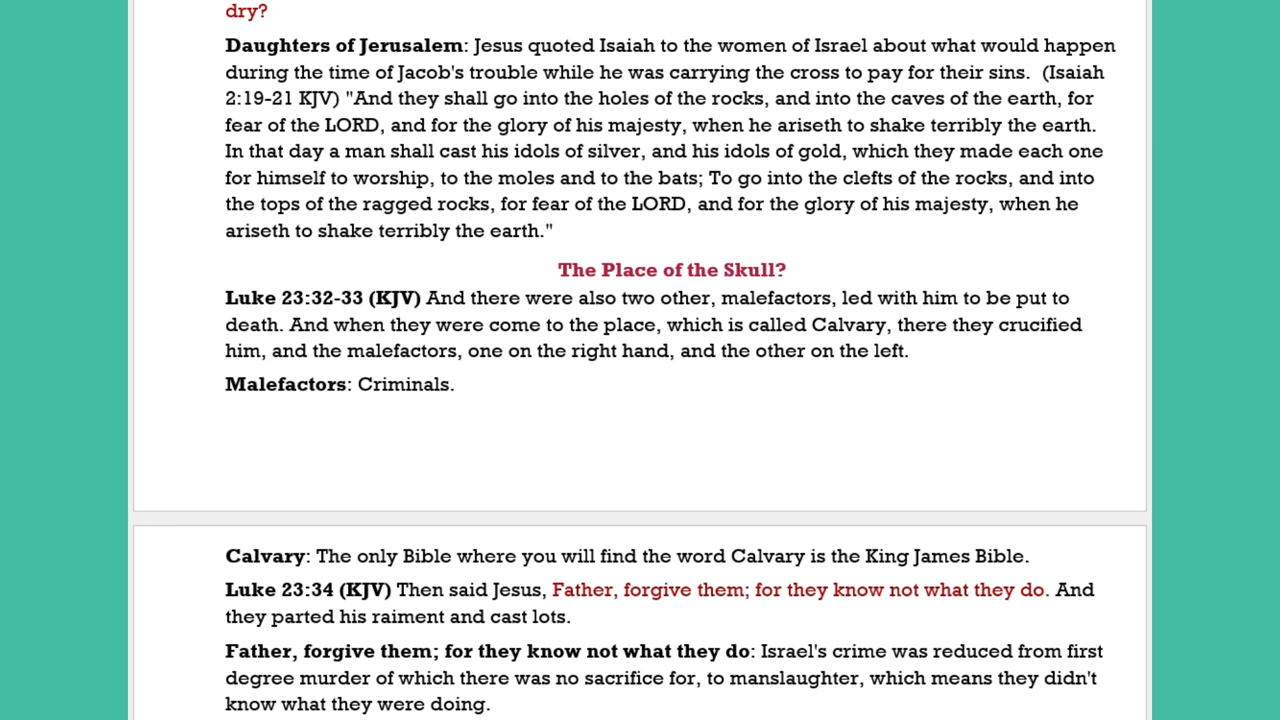 dry?
Daughters of Jerusalem: Jesus quoted Isaiah to the women of Israel about what would happen
during the time of Jacob's trouble while he was carrying the cross to pay for their sins.  (Isaiah
2:19-21 KJV) "And they shall go into the holes of the rocks, and into the caves of the earth, for
fear of the LORD, and for the glory of his majesty, when he ariseth to shake terribly the earth.
In that day a man shall cast his idols of silver, and his idols of gold, which they made each one
for himself to worship, to the moles and to the bats; To go into the clefts of the rocks, and into
the tops of the ragged rocks, for fear of the LORD, and for the glory of his majesty, when he
ariseth to shake terribly the earth."
The Place of the Skull?
Luke 23:32-33 (KJV) And there were also two other, malefactors, led with him to be put to
death. And when they were come to the place, which is called Calvary, there they crucified
him, and the malefactors, one on the right hand, and the other on the left.
Malefactors: Criminals.
Calvary: The only Bible where you will find the word Calvary is the King James Bible.
Luke 23:34 (KJV) Then said Jesus, Father, forgive them; for they know not what they do. And
they parted his raiment and cast lots.
Father, forgive them; for they know not what they do: Israel's crime was reduced from first
degree murder of which there was no sacrifice for, to manslaughter, which means they didn't
know what they were doing.